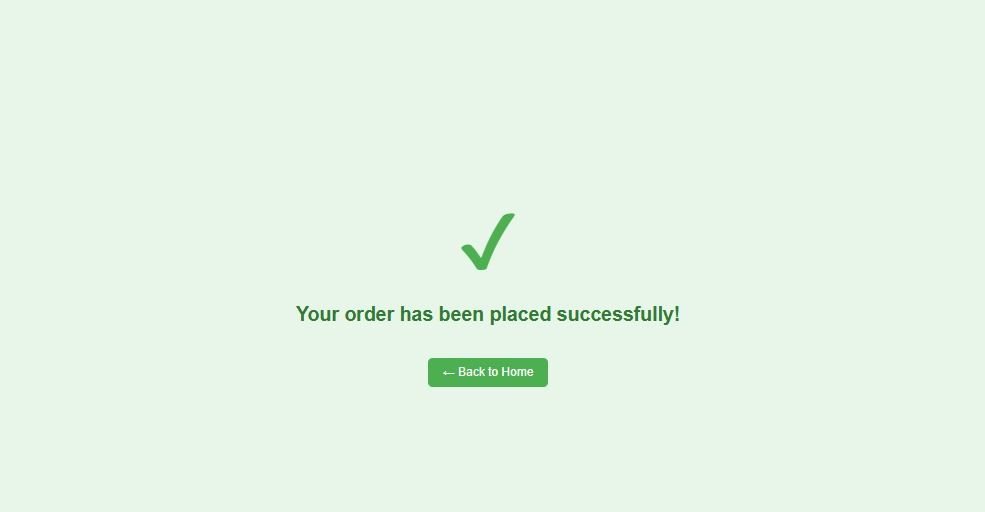 Your order has been placed successfully!
← Back to Home